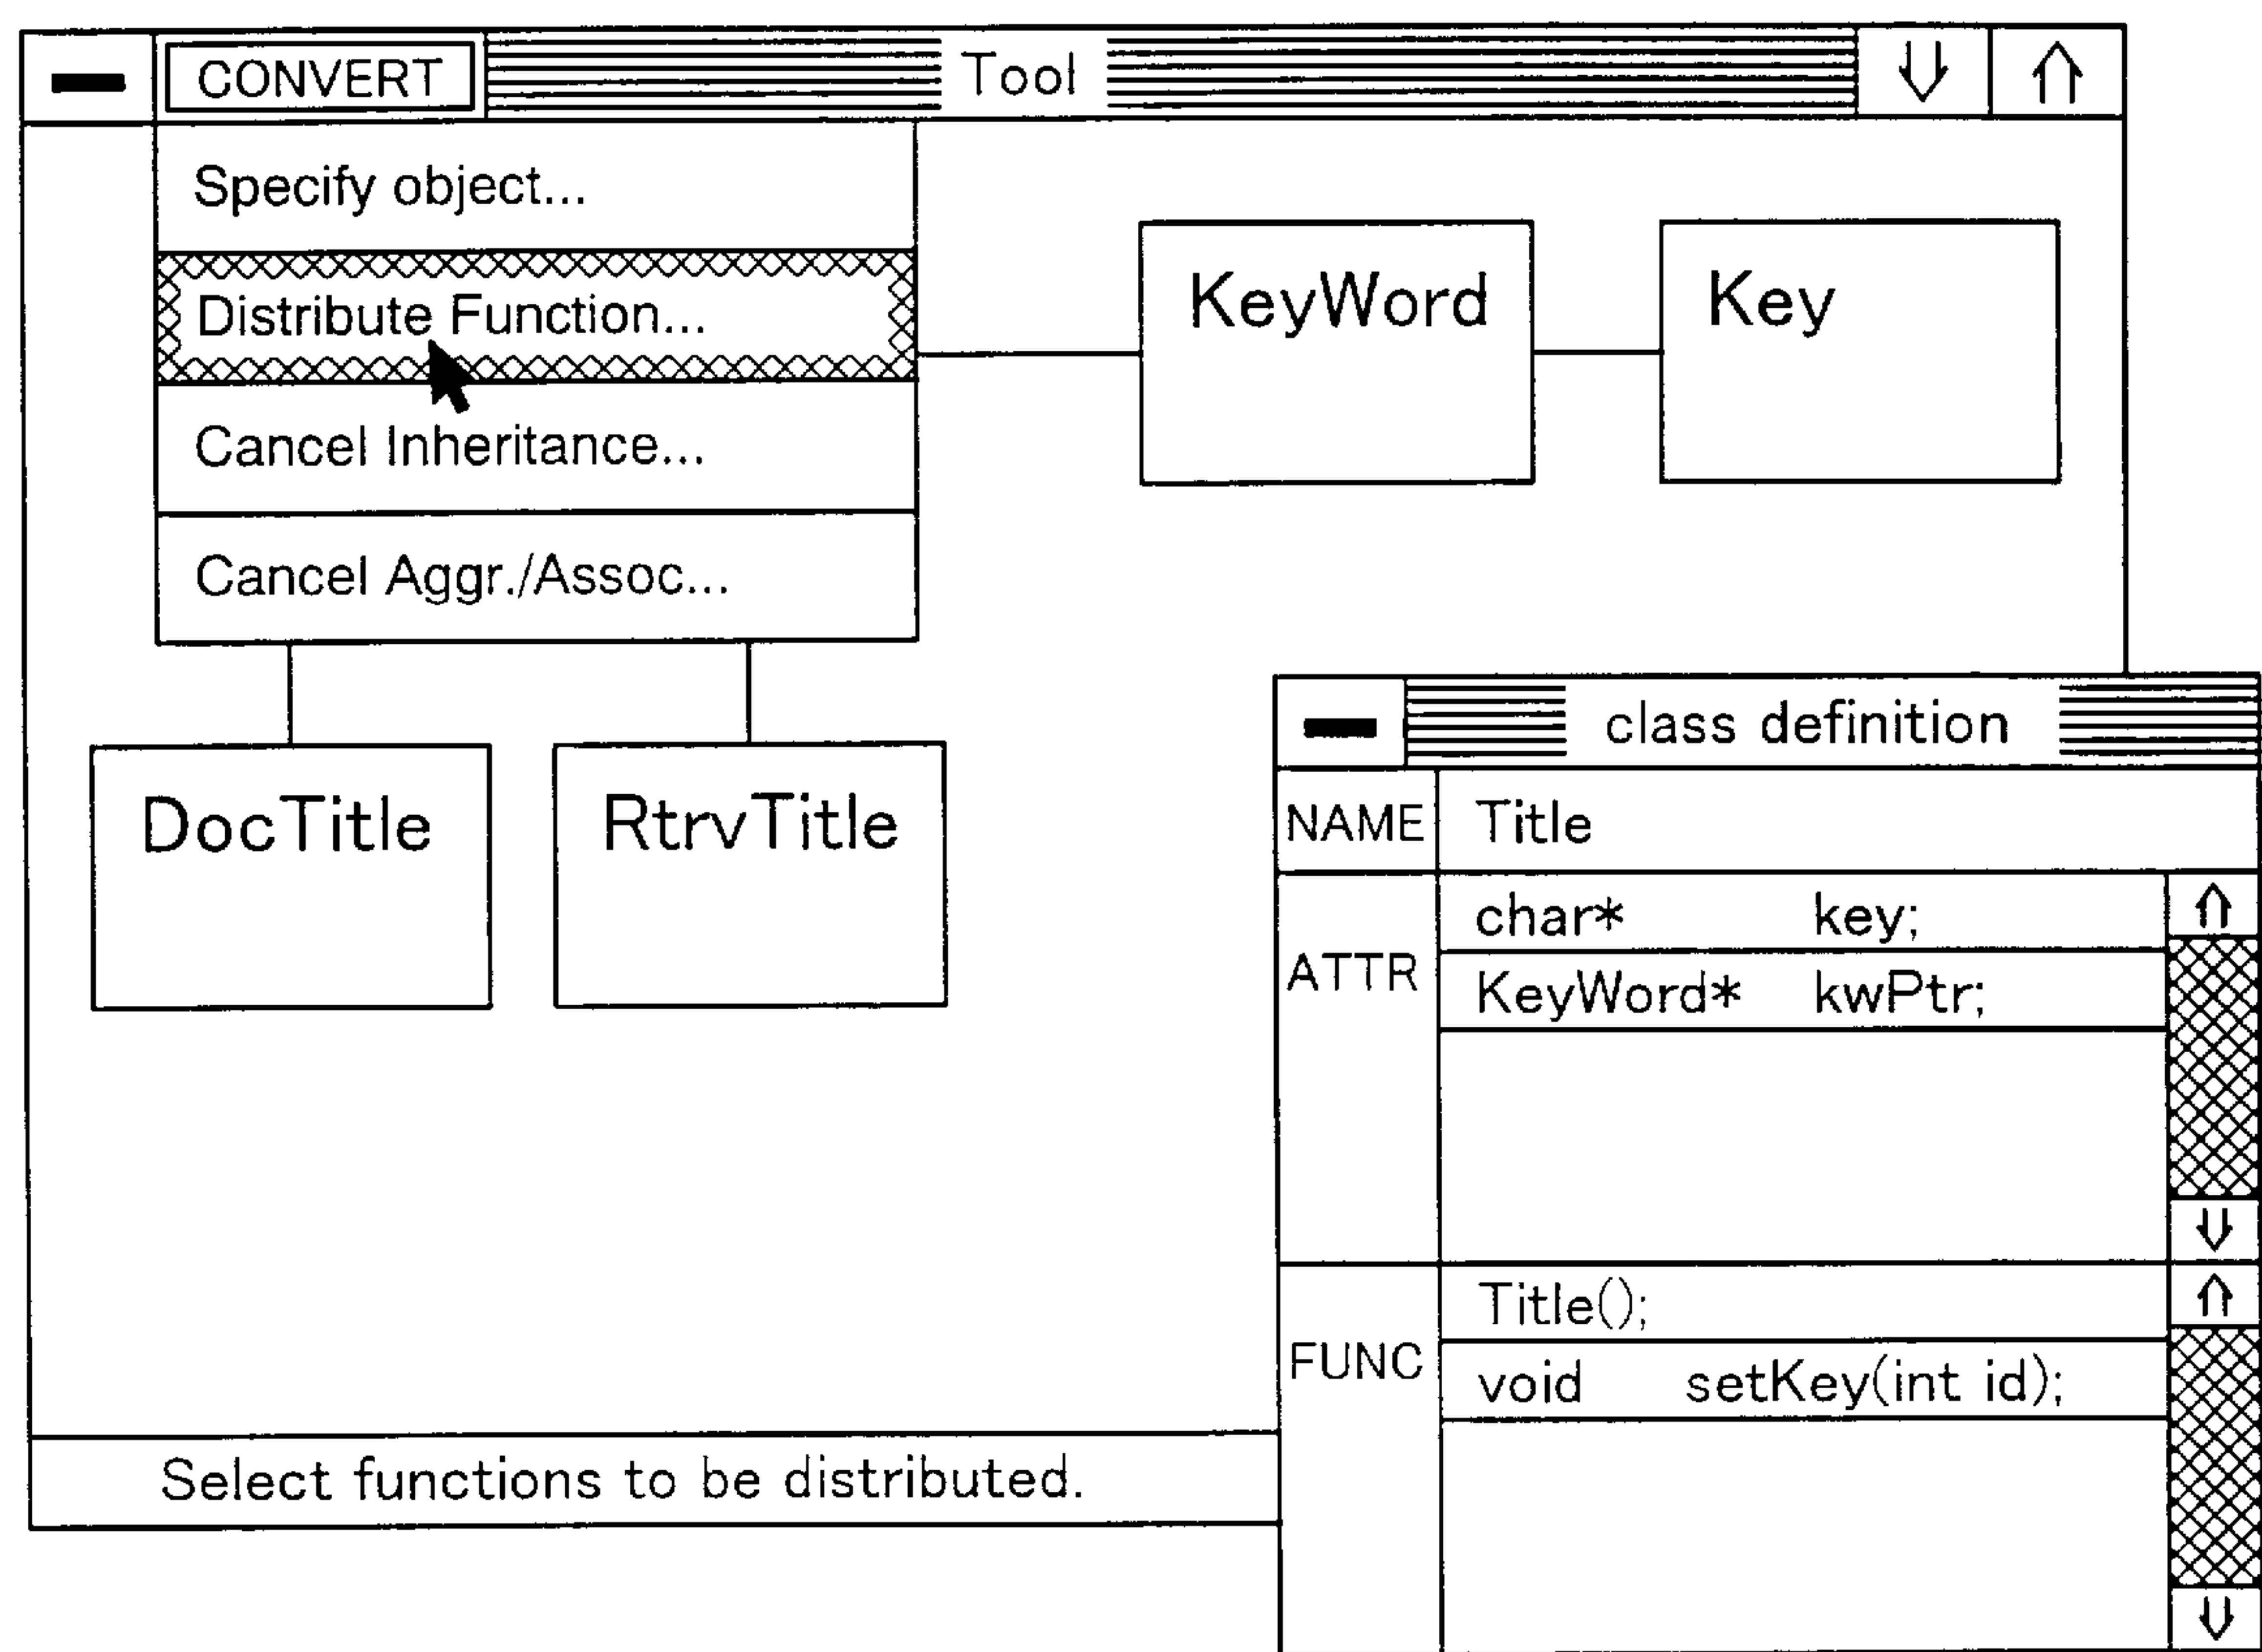 CONVERT Tool
Specify object...
Distribute Function...
Cancel Inheritance...
Cancel Aggr./Assoc...
KeyWord
Key
DocTitle
RtrvTitle
class definition
NAME Title
ATTR
char* key;
KeyWord* kwPtr;
FUNC
Title();
void setKey(int id);
Select functions to be distributed.